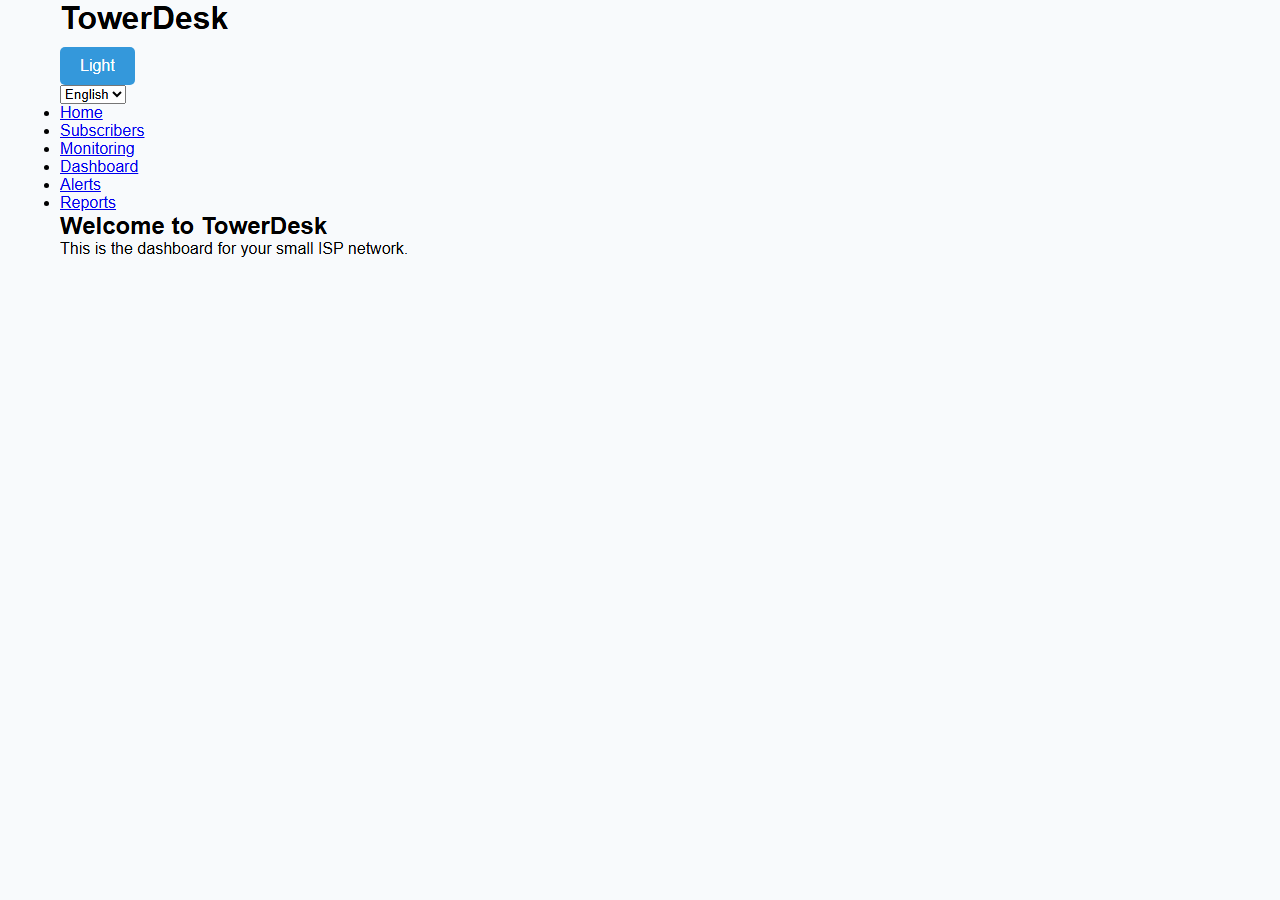 TowerDesk
Light
English
Home
Subscribers
Monitoring
Dashboard
Alerts
Reports
Welcome to TowerDesk
This is the dashboard for your small ISP network.